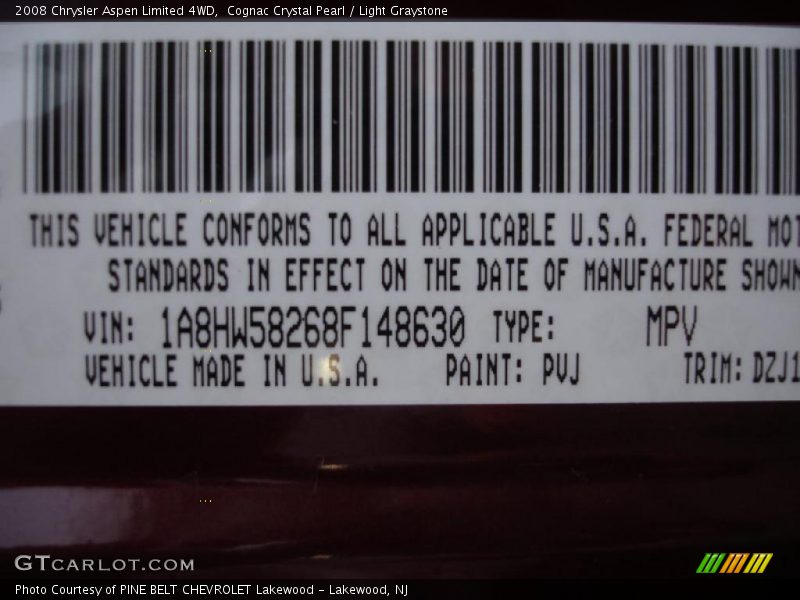 2008 Chrysler Aspen Limited 4WD,  Cognac Crystal Pearl / Light Graystone
THIS VEHICLE CONFORMS TO ALL APPLICABLE U.S.A. FEDERAL MOT
STANDARDS IN EFFECT ON THE DATE OF MANUFACTURE SHOWN
VIN: 1A8HW58268F148630 TYPE: MPV
VEHICLE MADE IN U.S.A. PAINT: PVJ TRIM: DZJ1
GTCARLOT.COM
Photo Courtesy of PINE BELT CHEVROLET Lakewood - Lakewood, NJ